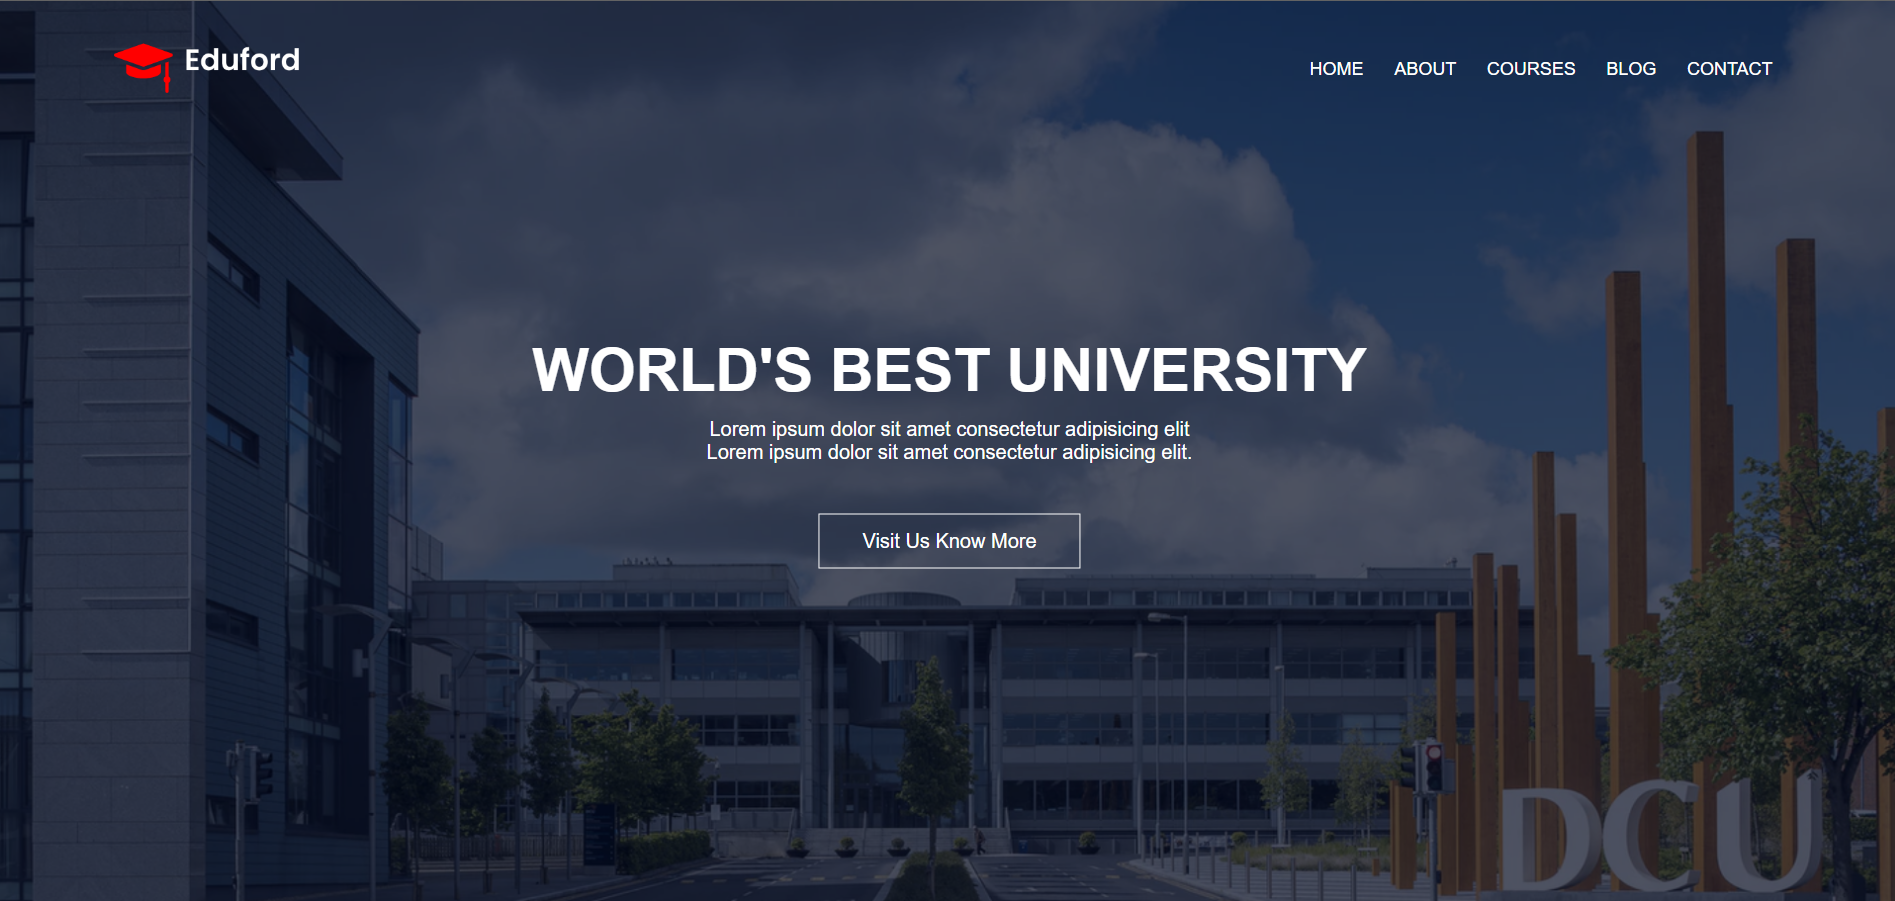 Eduford
HOME ABOUT COURSES BLOG CONTACT
WORLD'S BEST UNIVERSITY
Lorem ipsum dolor sit amet consectetur adipisicing elit
Lorem ipsum dolor sit amet consectetur adipisicing elit.
Visit Us Know More
DCU